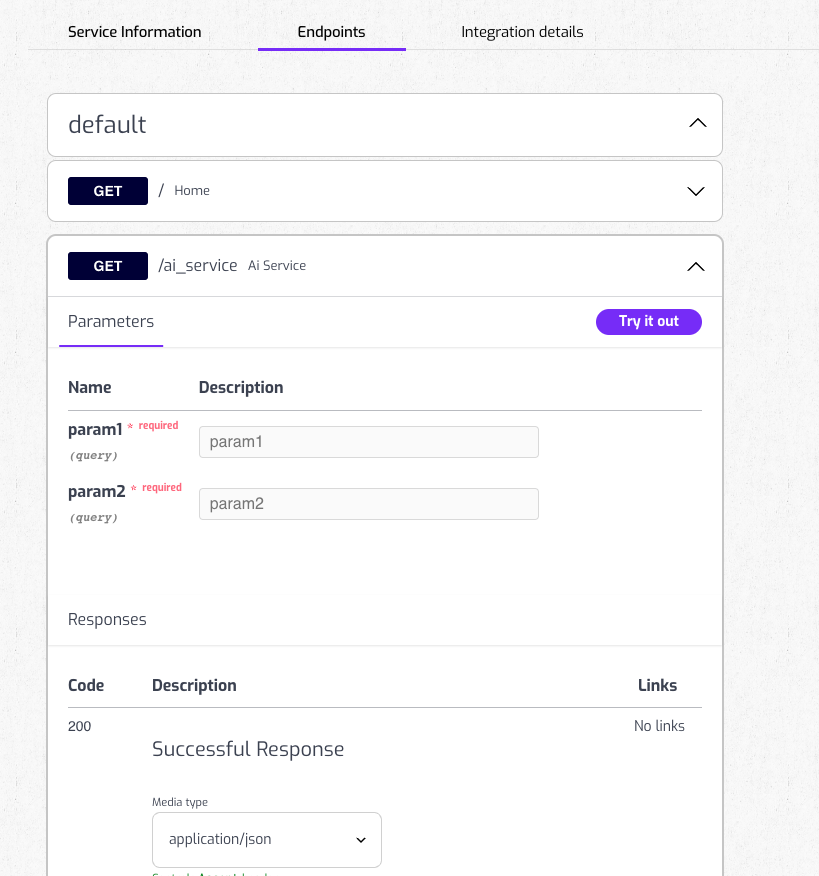 Service Information Endpoints Integration details
default
GET / Home
GET /ai_service Ai Service
Parameters Try it out
Name Description
param1 * required param1
(query)
param2 * required param2
(query)
Responses
Code Description Links
200 No links
Successful Response
Media type
application/json